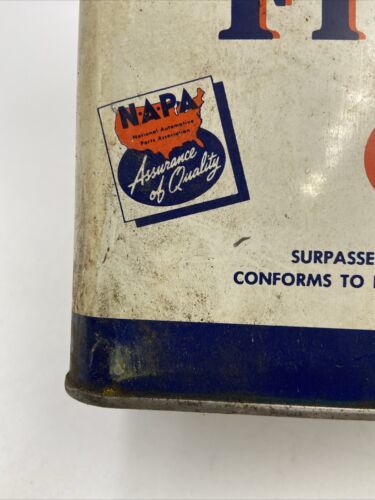 N·A·P·A
National Automotive
Parts Association
Assurance
of Quality
SURPASSE
CONFORMS TO